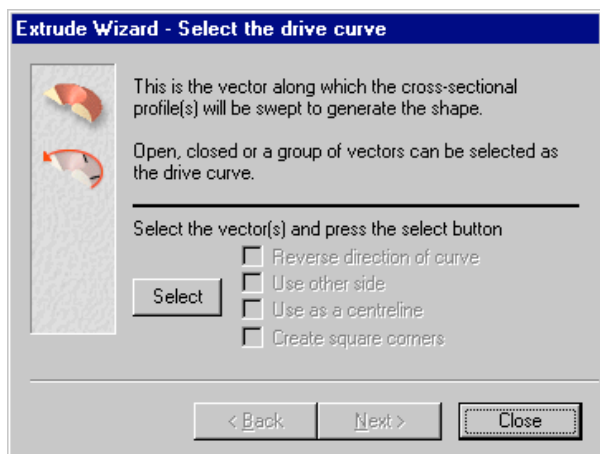 Extrude Wizard - Select the drive curve
This is the vector along which the cross-sectional
profile(s) will be swept to generate the shape.
Open, closed or a group of vectors can be selected as
the drive curve.
Select the vector(s) and press the select button
Reverse direction of curve
Use other side
Select
Use as a centreline
Create square corners
< Back
Next >
Close